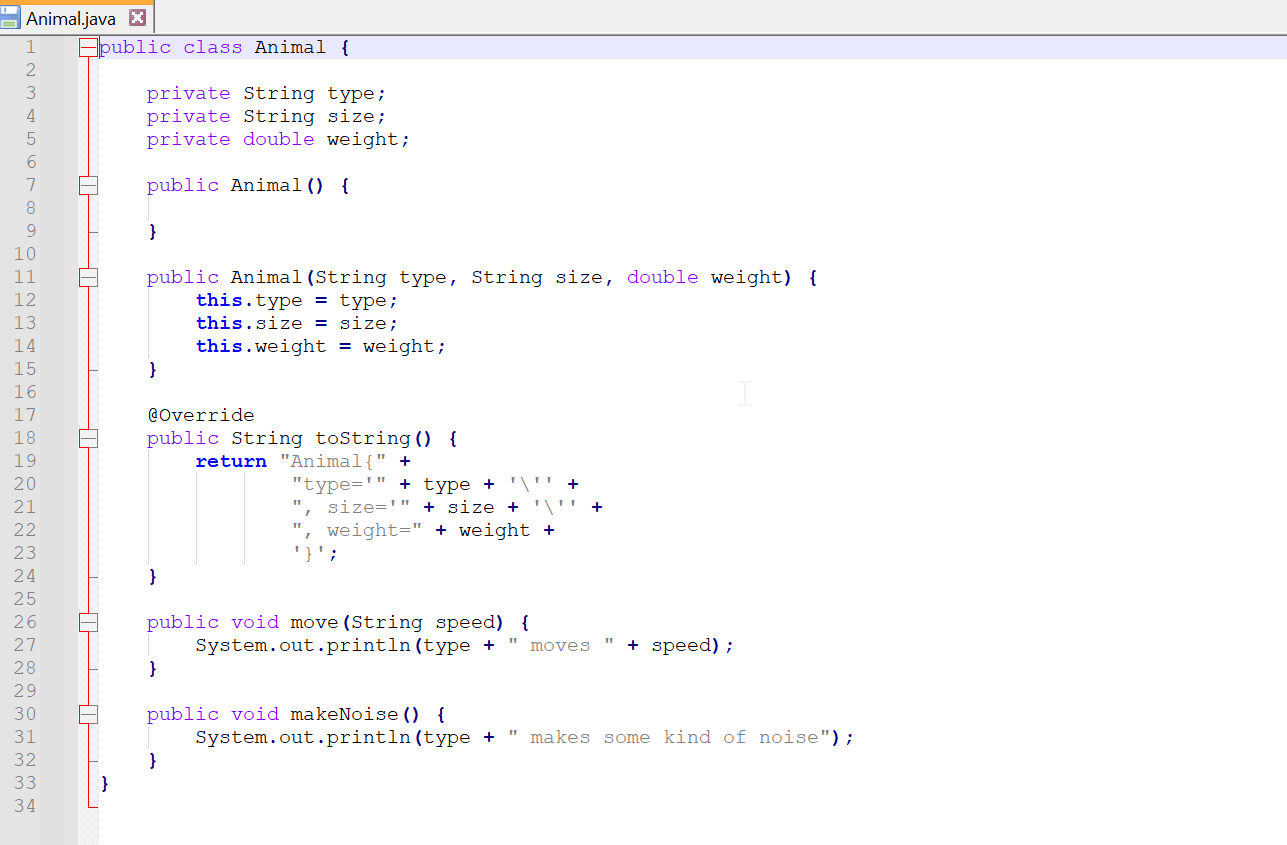 Animal.java
1 public class Animal {
2
3     private String type;
4     private String size;
5     private double weight;
6
7     public Animal() {
8
9     }
10
11     public Animal(String type, String size, double weight) {
12         this.type = type;
13         this.size = size;
14         this.weight = weight;
15     }
16
17     @Override
18     public String toString() {
19         return "Animal{" +
20                 "type='" + type + '\'' +
21                 ", size='" + size + '\'' +
22                 ", weight=" + weight +
23                 '}';
24     }
25
26     public void move(String speed) {
27         System.out.println(type + " moves " + speed);
28     }
29
30     public void makeNoise() {
31         System.out.println(type + " makes some kind of noise");
32     }
33 }
34